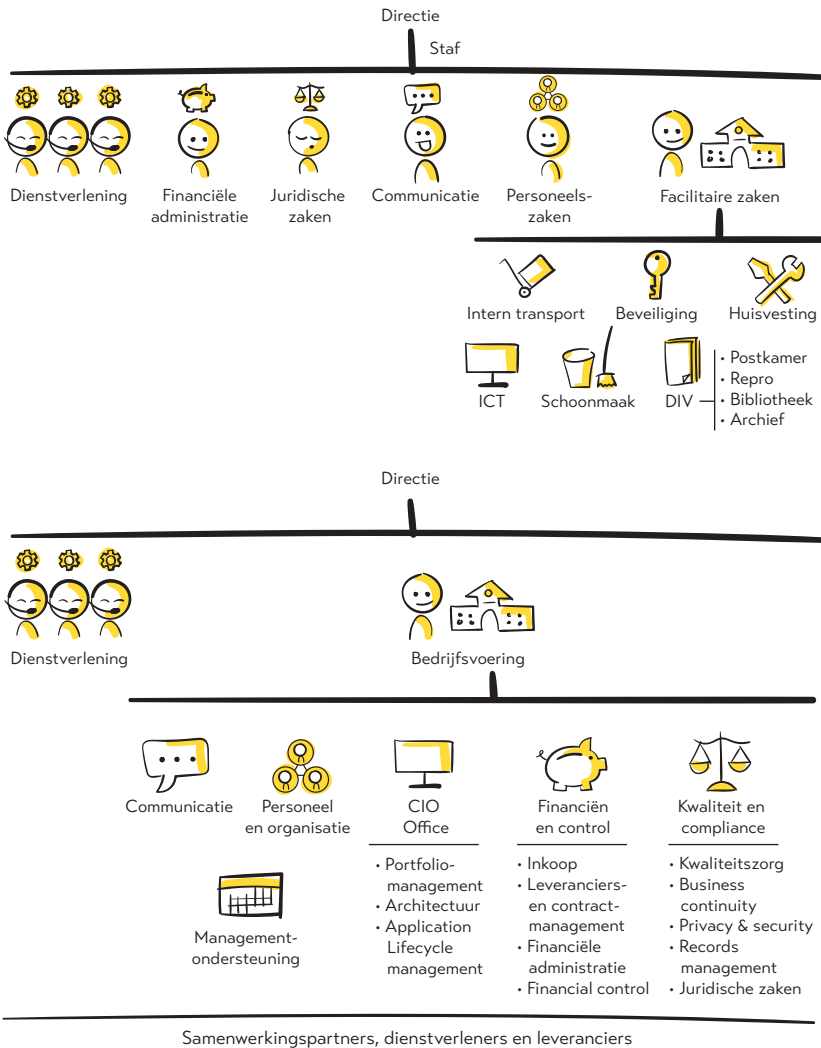 Directie
Staf
Dienstverlening
Financiële
administratie
Juridische
zaken
Communicatie
Personeels-
zaken
Facilitaire zaken
Intern transport
Beveiliging
Huisvesting
ICT
Schoonmaak
DIV
• Postkamer
• Repro
• Bibliotheek
• Archief
Directie
Dienstverlening
Bedrijfsvoering
Communicatie
Personeel
en organisatie
CIO
Office
• Portfolio-
management
• Architectuur
• Application
Lifecycle
management
Financiën
en control
• Inkoop
• Leveranciers-
en contract-
management
• Financiële
administratie
• Financial control
Kwaliteit en
compliance
• Kwaliteitszorg
• Business
continuity
• Privacy & security
• Records
management
• Juridische zaken
Management-
ondersteuning
Samenwerkingspartners, dienstverleners en leveranciers